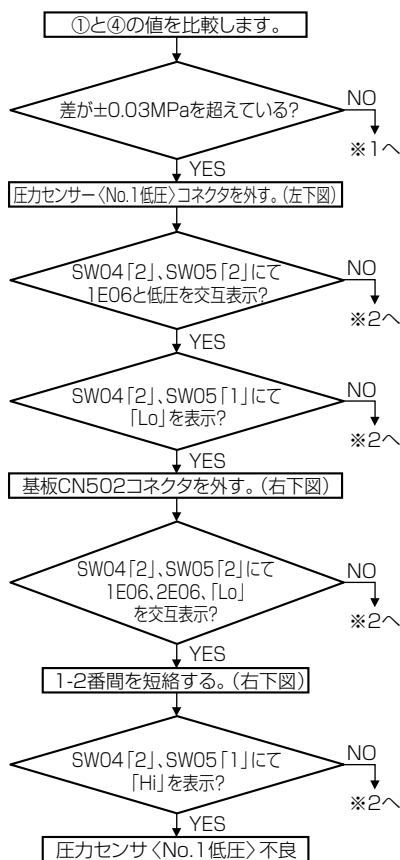 ①と④の値を比較します。
差が±0.03MPaを超えている?
NO
※1へ
YES
圧力センサー〈No.1低圧〉コネクタを外す。(左下図)
SW04「2」、SW05「2」にて
1E06と低圧を交互表示?
NO
※2へ
YES
SW04「2」、SW05「1」にて
「Lo」を表示?
NO
※2へ
YES
基板CN502コネクタを外す。(右下図)
SW04「2」、SW05「2」にて
1E06、2E06、「Lo」
を交互表示?
NO
※2へ
YES
1-2番間を短絡する。(右下図)
SW04「2」、SW05「1」にて
「Hi」を表示?
NO
※2へ
YES
圧力センサ〈No.1低圧〉不良